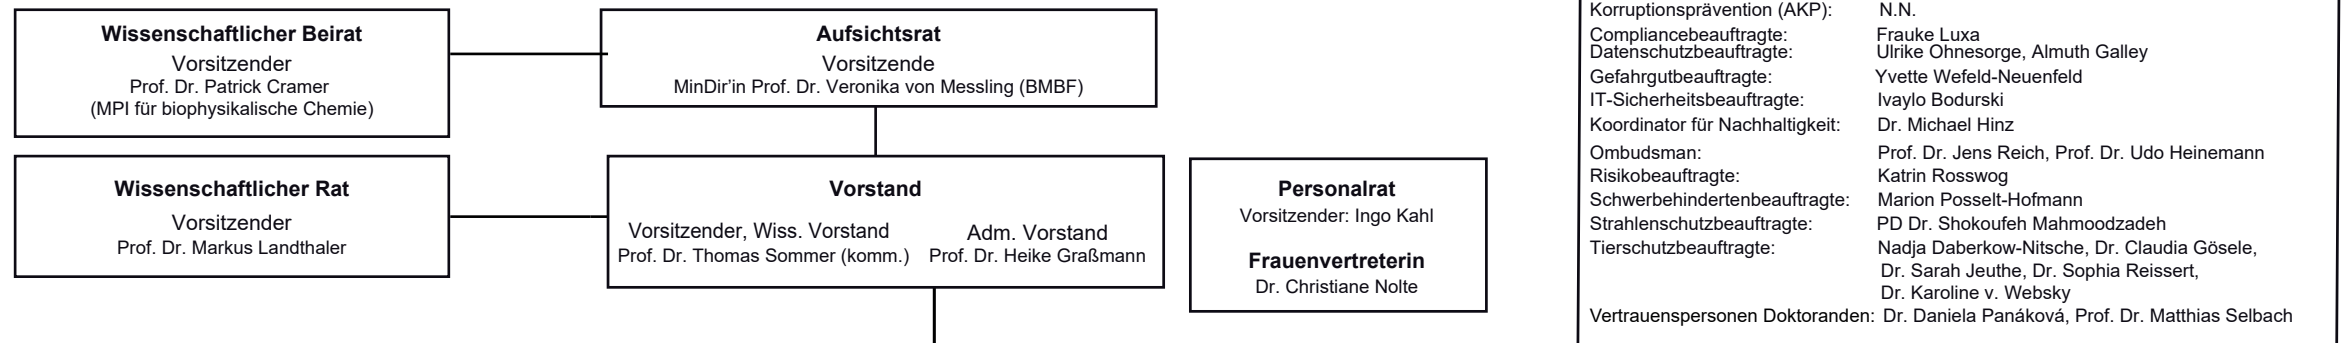 Wissenschaftlicher Beirat
Vorsitzender
Prof. Dr. Patrick Cramer
(MPI für biophysikalische Chemie)
Aufsichtsrat
Vorsitzende
MinDir’in Prof. Dr. Veronika von Messling (BMBF)
Wissenschaftlicher Rat
Vorsitzender
Prof. Dr. Markus Landthaler
Vorstand
Vorsitzender, Wiss. Vorstand
Prof. Dr. Thomas Sommer (komm.)
Adm. Vorstand
Prof. Dr. Heike Graßmann
Personalrat
Vorsitzender: Ingo Kahl
Frauenvertreterin
Dr. Christiane Nolte
Korruptionsprävention (AKP): N.N.
Compliancebeauftragte: Frauke Luxa
Datenschutzbeauftragte: Ulrike Ohnesorge, Almuth Galley
Gefahrgutbeauftragte: Yvette Wefeld-Neuenfeld
IT-Sicherheitsbeauftragte: Ivaylo Bodurski
Koordinator für Nachhaltigkeit: Dr. Michael Hinz
Ombudsman: Prof. Dr. Jens Reich, Prof. Dr. Udo Heinemann
Risikobeauftragte: Katrin Rosswog
Schwerbehindertenbeauftragte: Marion Posselt-Hofmann
Strahlenschutzbeauftragte: PD Dr. Shokoufeh Mahmoodzadeh
Tierschutzbeauftragte: Nadja Daberkow-Nitsche, Dr. Claudia Gösele,
Dr. Sarah Jeuthe, Dr. Sophia Reissert,
Dr. Karoline v. Websky
Vertrauenspersonen Doktoranden: Dr. Daniela Panáková, Prof. Dr. Matthias Selbach